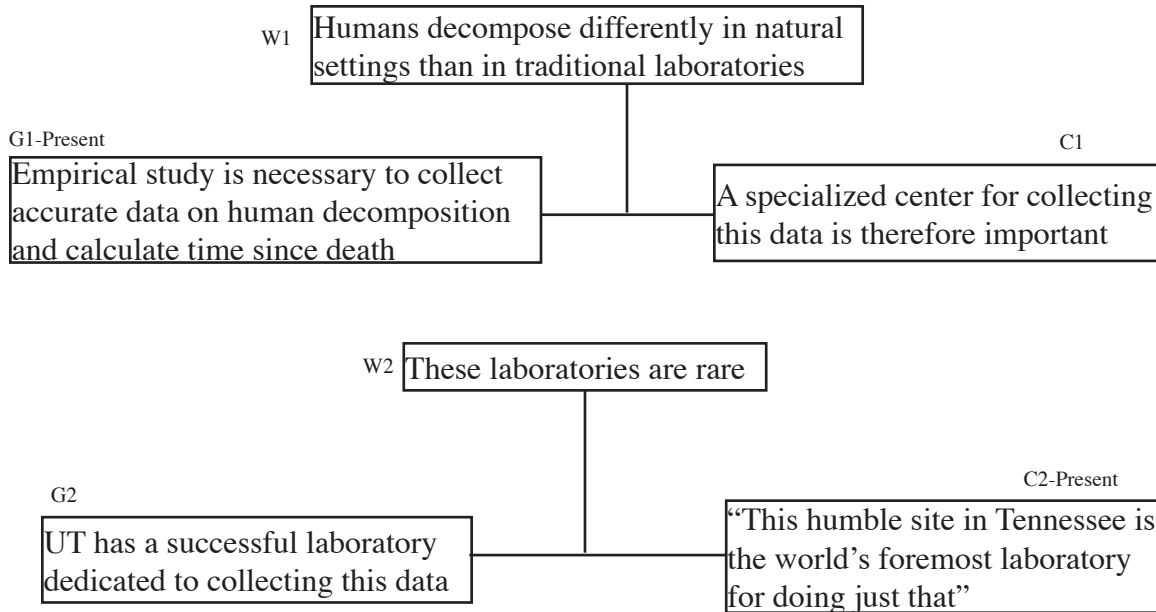 W1
Humans decompose differently in natural
settings than in traditional laboratories
G1-Present
Empirical study is necessary to collect
accurate data on human decomposition
and calculate time since death
C1
A specialized center for collecting
this data is therefore important
W2
These laboratories are rare
G2
UT has a successful laboratory
dedicated to collecting this data
C2-Present
“This humble site in Tennessee is
the world’s foremost laboratory
for doing just that”